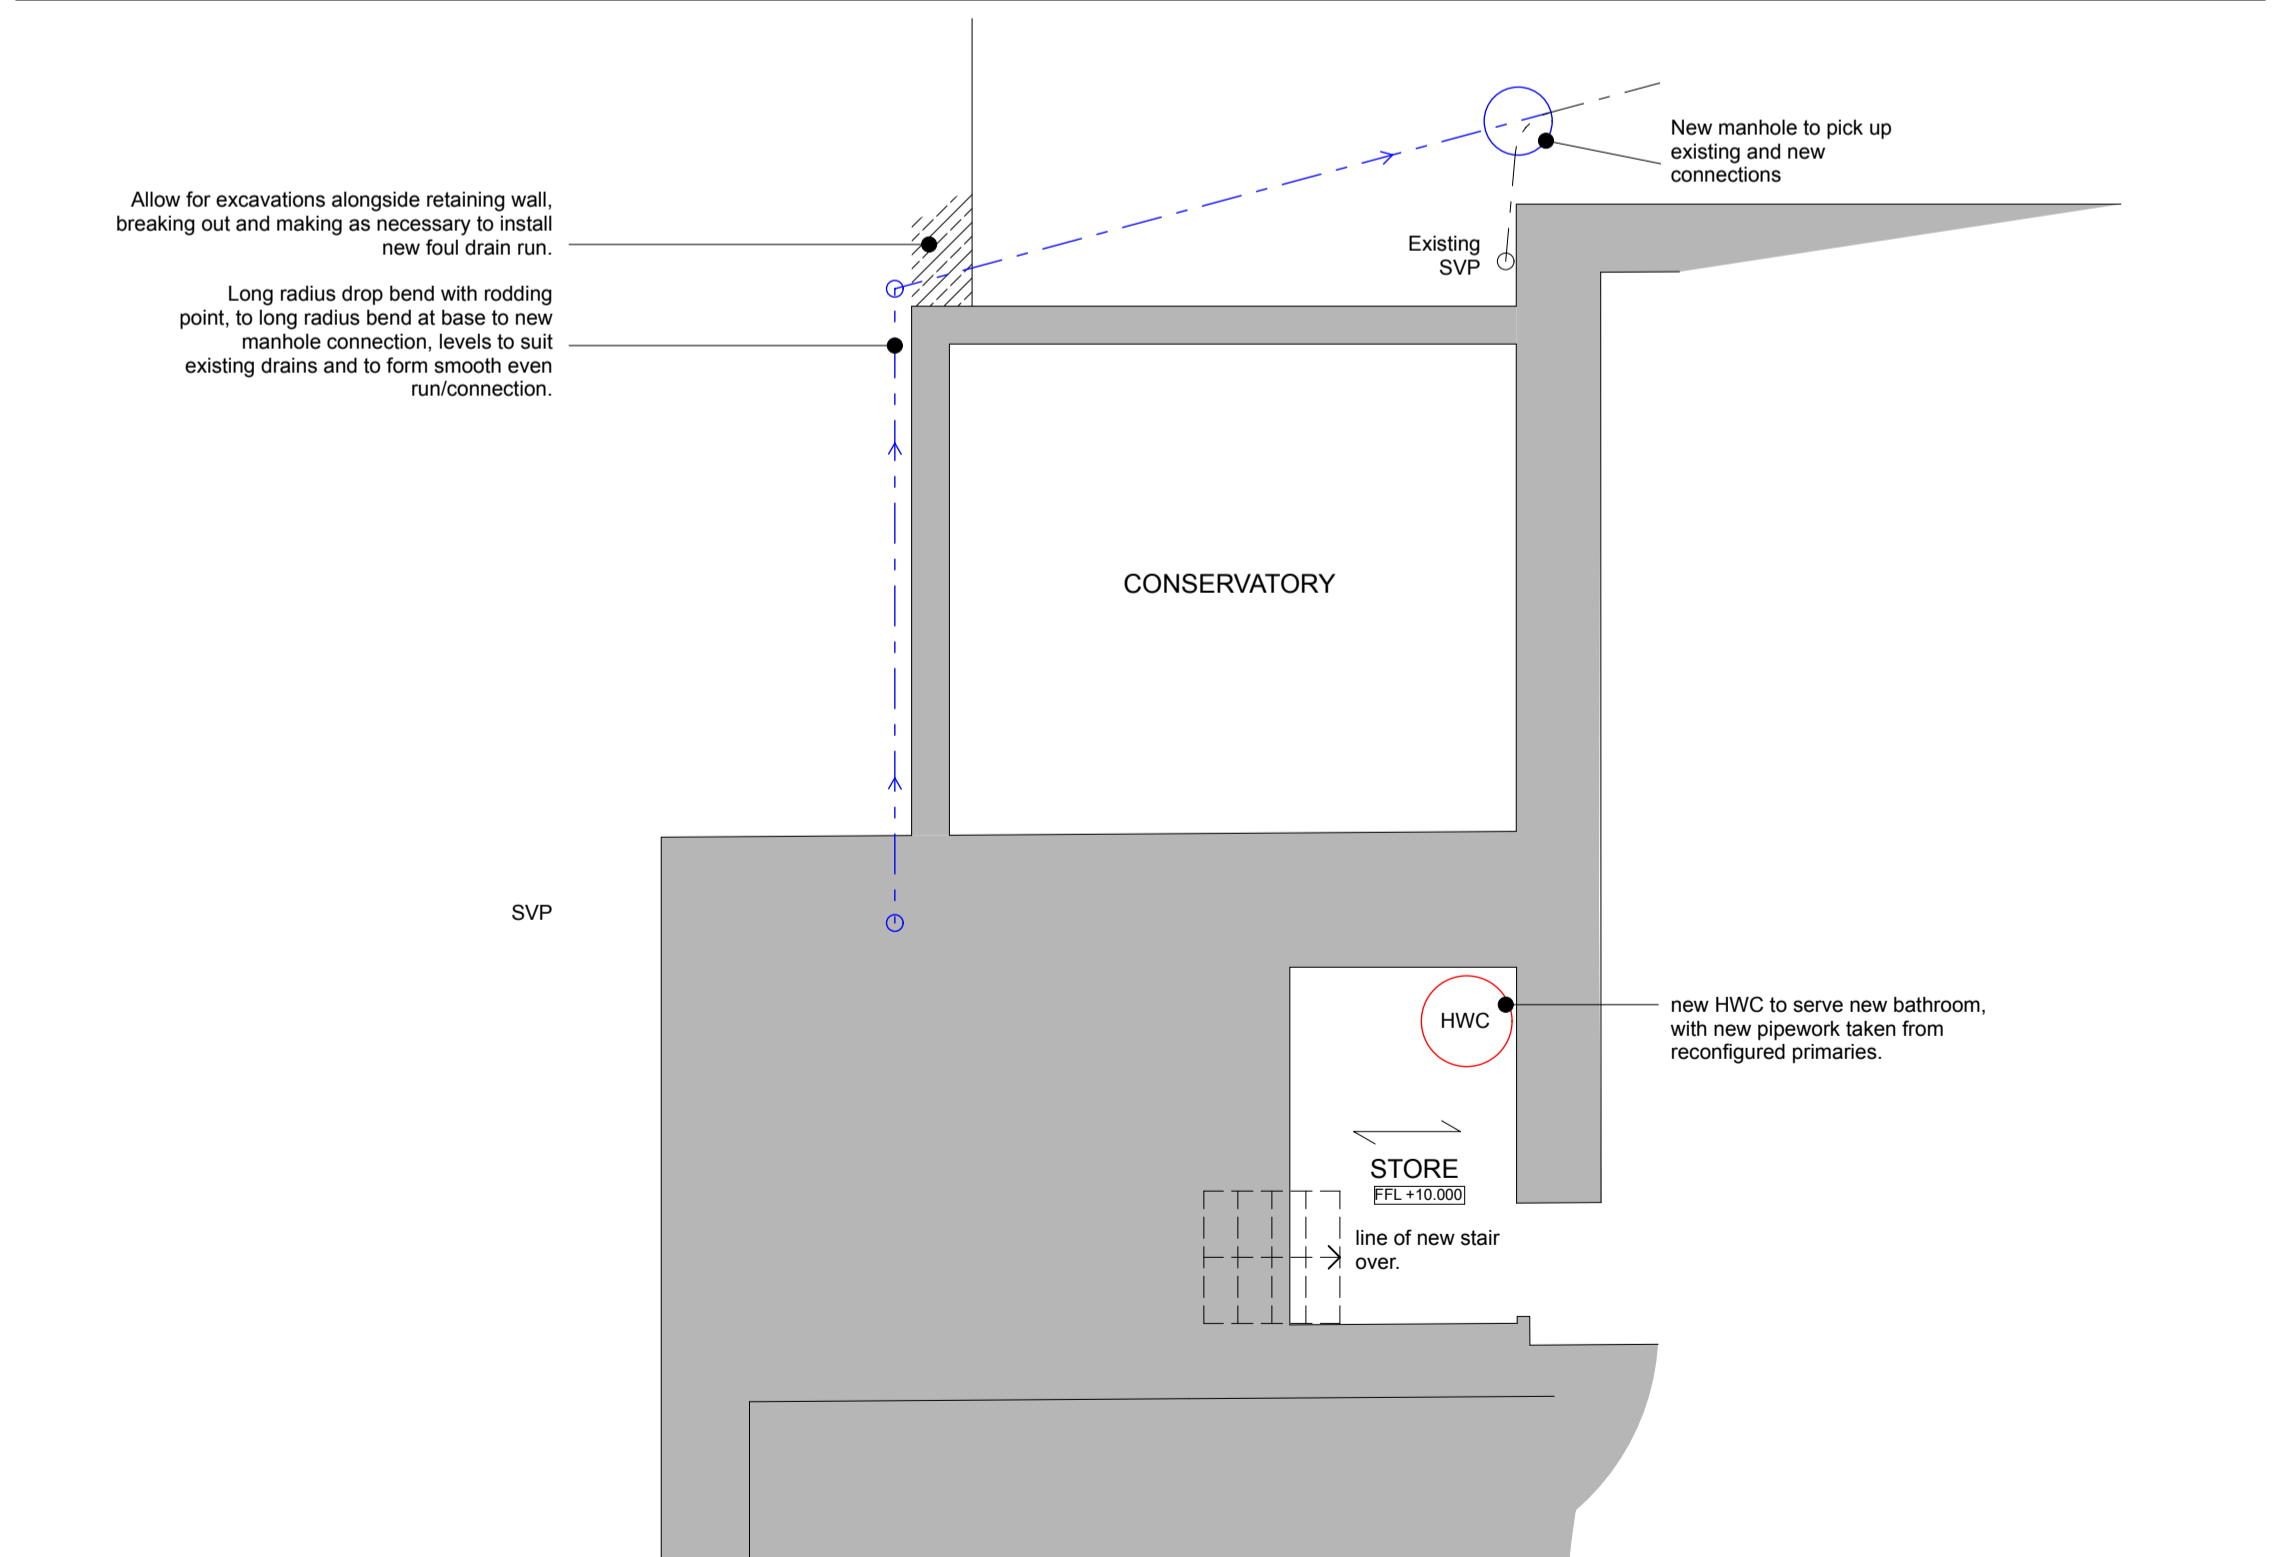 New manhole to pick up
existing and new
connections
Allow for excavations alongside retaining wall,
breaking out and making as necessary to install
new foul drain run.
Existing
SVP
Long radius drop bend with rodding
point, to long radius bend at base to new
manhole connection, levels to suit
existing drains and to form smooth even
run/connection.
CONSERVATORY
SVP
HWC
new HWC to serve new bathroom,
with new pipework taken from
reconfigured primaries.
STORE
FFL +10.000
line of new stair
over.